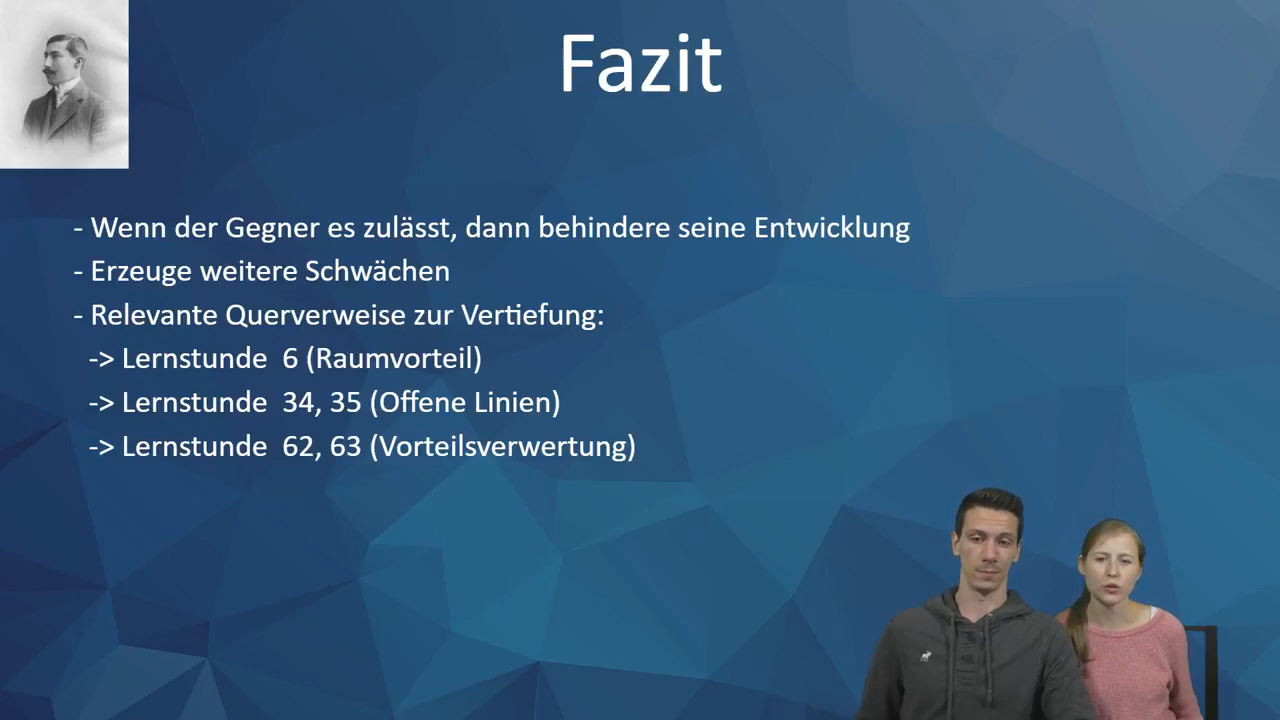 Fazit
- Wenn der Gegner es zulässt, dann behindere seine Entwicklung
- Erzeuge weitere Schwächen
- Relevante Querverweise zur Vertiefung:
-> Lernstunde  6 (Raumvorteil)
-> Lernstunde  34, 35 (Offene Linien)
-> Lernstunde  62, 63 (Vorteilsverwertung)